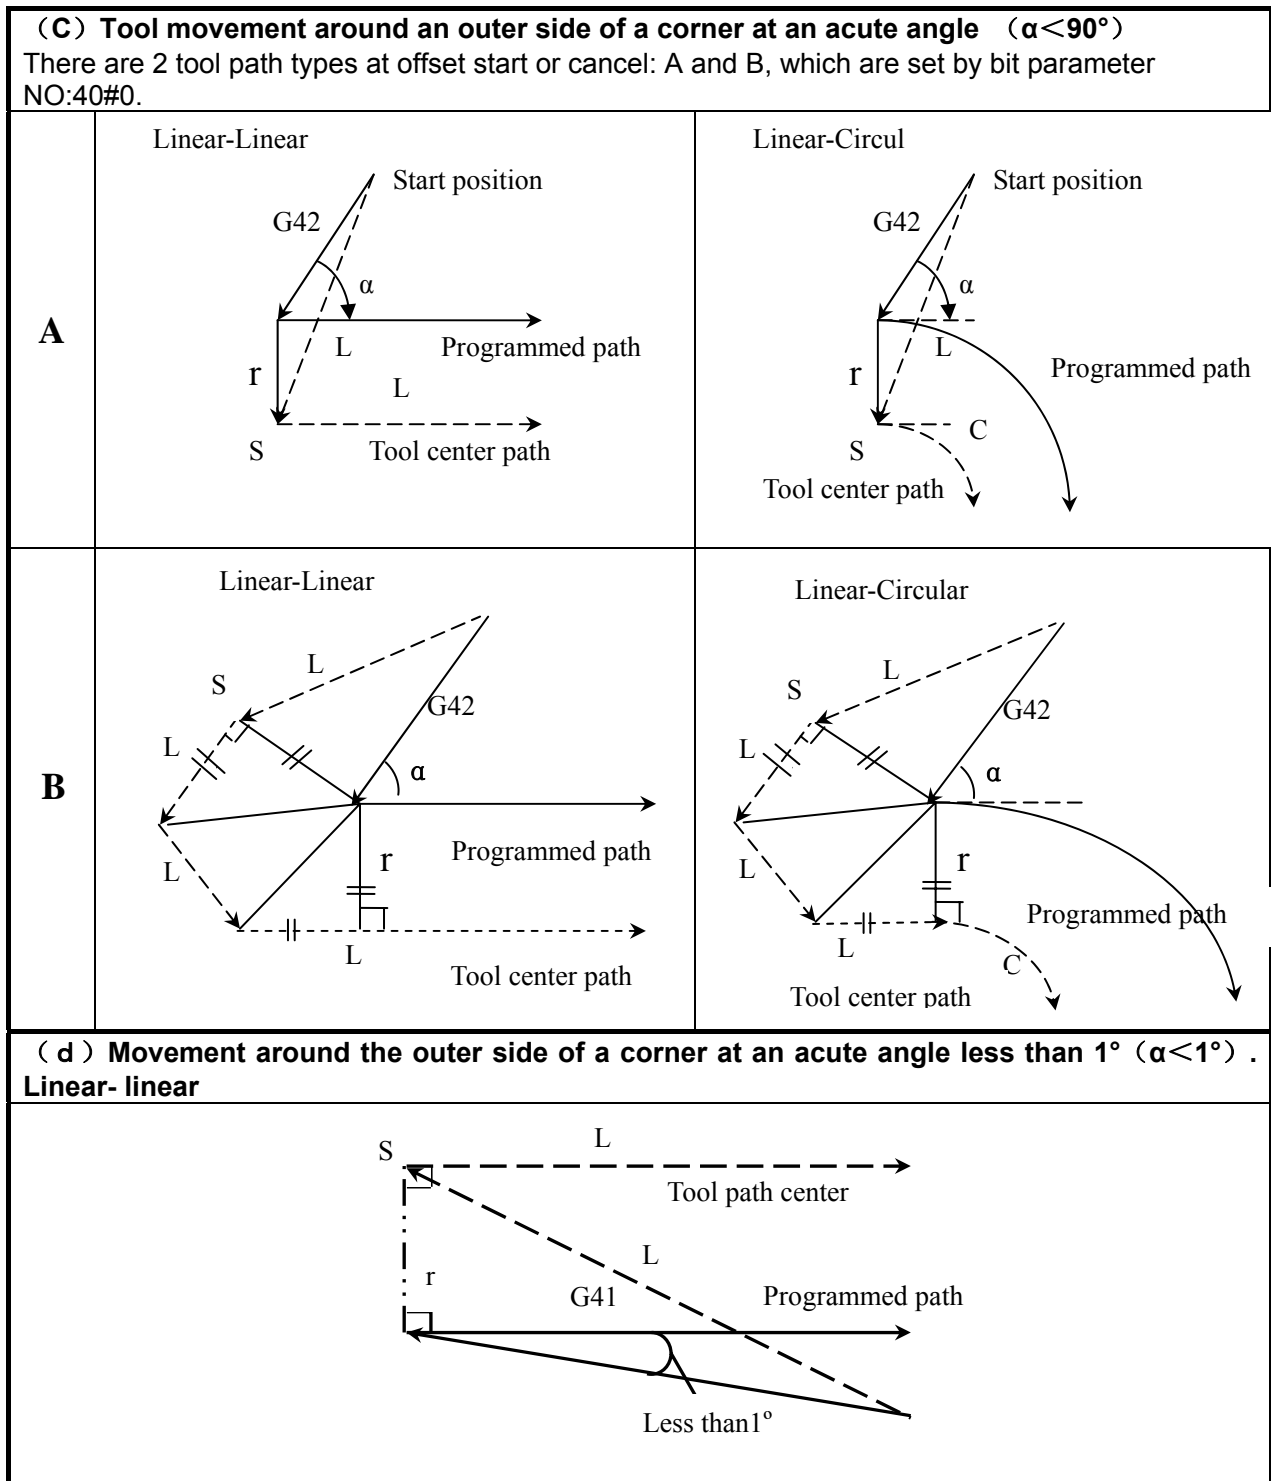 （C）Tool movement around an outer side of a corner at an acute angle （α＜90°）
There are 2 tool path types at offset start or cancel: A and B, which are set by bit parameter
NO:40#0.
A
Linear-Linear
Start position
G42
α
L
Programmed path
r
L
S
Tool center path
Linear-Circul
Start position
G42
α
L
Programmed path
r
S
C
Tool center path
B
Linear-Linear
L
S
G42
L
α
r
Programmed path
L
L
Tool center path
Linear-Circular
L
S
G42
L
α
r
L
Programmed path
L
C
Tool center path
（ｄ）Movement around the outer side of a corner at an acute angle less than 1°（α＜1°）.
Linear- linear
S
L
Tool path center
L
r
G41
Programmed path
Less than1°